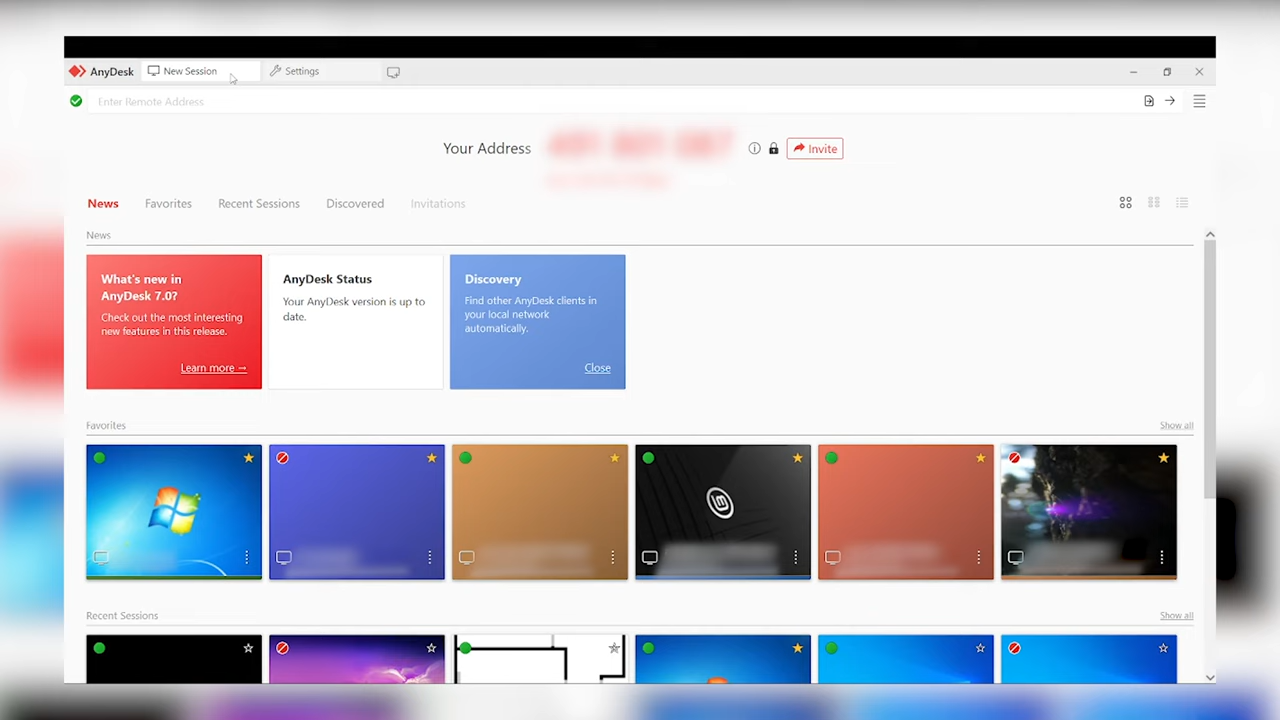 AnyDesk
New Session
Settings
Enter Remote Address
Your Address
Invite
News
Favorites
Recent Sessions
Discovered
Invitations
News
What's new in
AnyDesk 7.0?
Check out the most interesting
new features in this release.
Learn more →
AnyDesk Status
Your AnyDesk version is up to
date.
Discovery
Find other AnyDesk clients in
your local network
automatically.
Close
Favorites
Show all
Recent Sessions
Show all